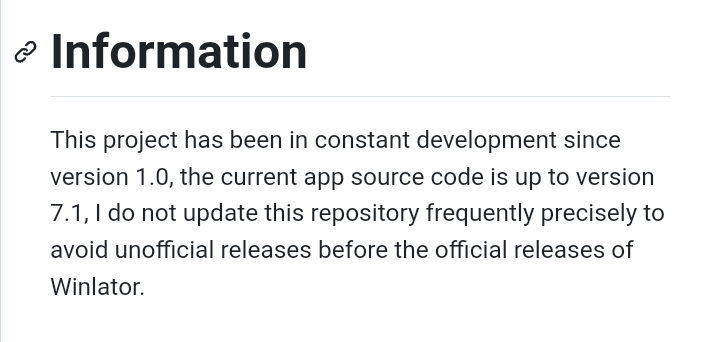 Information
This project has been in constant development since
version 1.0, the current app source code is up to version
7.1, I do not update this repository frequently precisely to
avoid unofficial releases before the official releases of
Winlator.